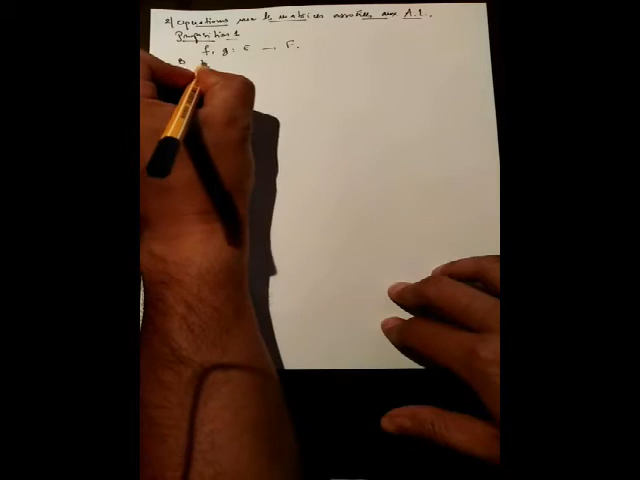 2/ opérations sur les matrices associées aux A.L.
Proposition 1
f, g : E → F.
B